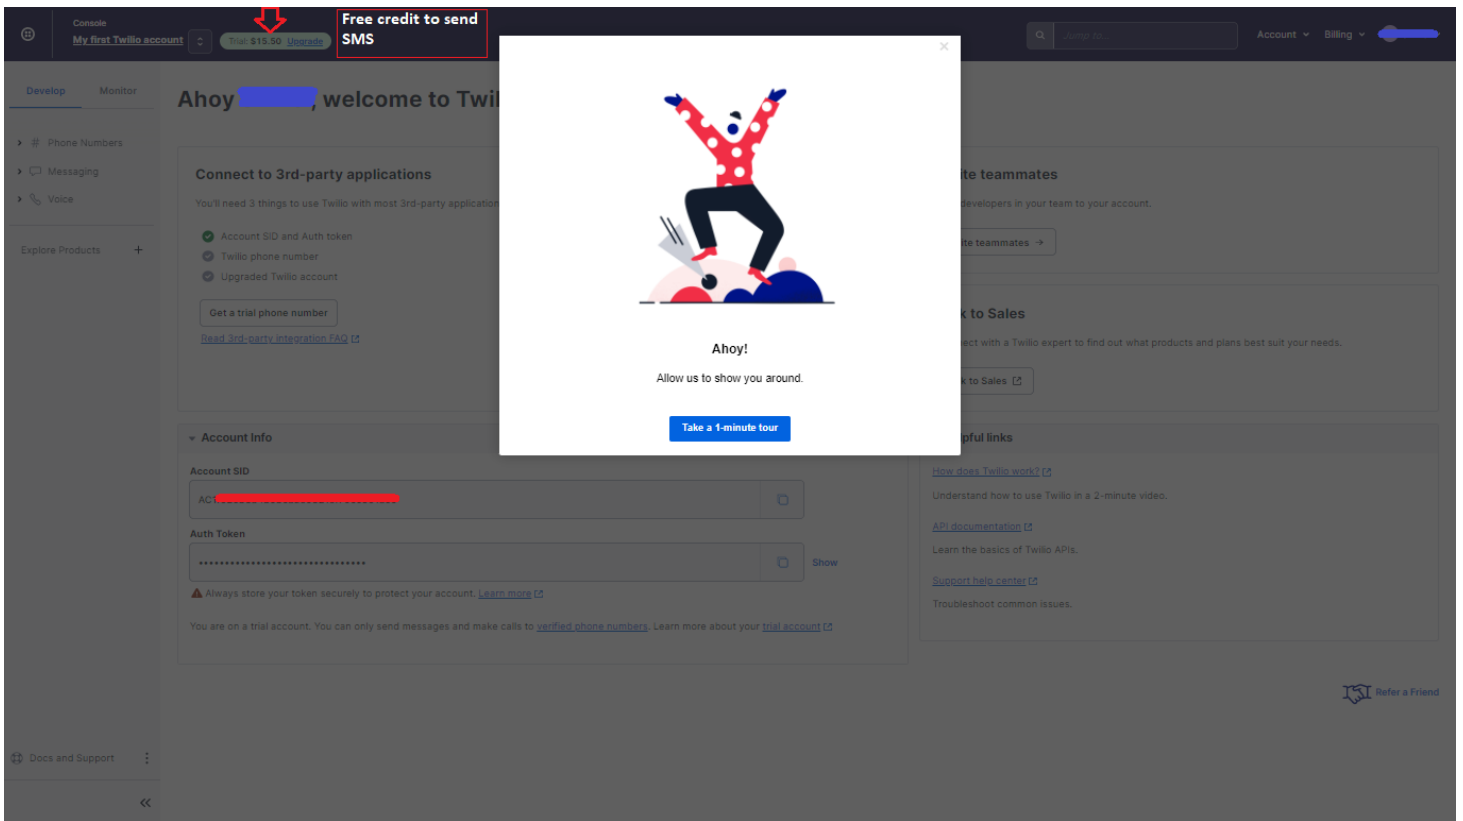 Console
My first Twilio account
Trial: $15.50 Upgrade
Free credit to send
SMS
Jump to...
Account
Billing
Develop
Monitor
Ahoy , welcome to Twil
# Phone Numbers
Messaging
Voice
Explore Products +
Connect to 3rd-party applications
You'll need 3 things to use Twilio with most 3rd-party application
Account SID and Auth token
Twilio phone number
Upgraded Twilio account
Get a trial phone number
Read 3rd-party integration FAQ
Ahoy!
Allow us to show you around.
Take a 1-minute tour
ite teammates
developers in your team to your account.
ite teammates →
k to Sales
ect with a Twilio expert to find out what products and plans best suit your needs.
k to Sales
Account Info
Account SID
AC
Auth Token
Show
Always store your token securely to protect your account. Learn more
You are on a trial account. You can only send messages and make calls to verified phone numbers. Learn more about your trial account
pful links
How does Twilio work?
Understand how to use Twilio in a 2-minute video.
API documentation
Learn the basics of Twilio APIs.
Support help center
Troubleshoot common issues.
Refer a Friend
Docs and Support